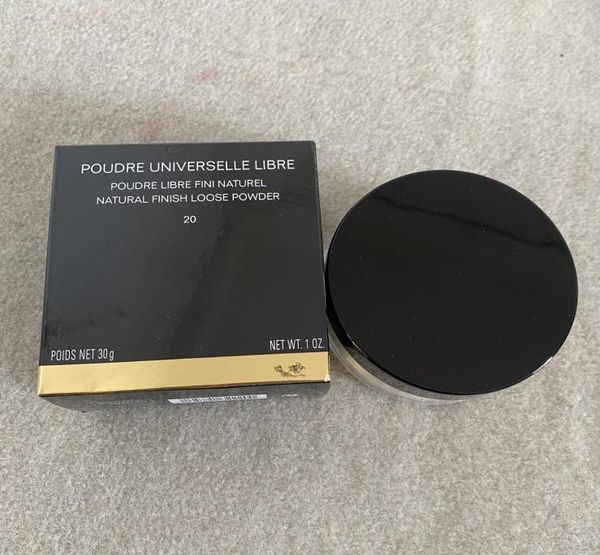 POUDRE UNIVERSELLE LIBRE
POUDRE LIBRE FINI NATUREL
NATURAL FINISH LOOSE POWDER
20
POIDS NET 30 g
NET WT. 1 OZ.